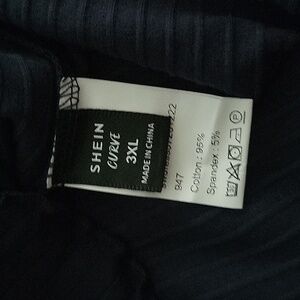 SHEIN
CURVE
3XL
MADE IN CHINA
947
Cotton : 95%
Spandex : 5%